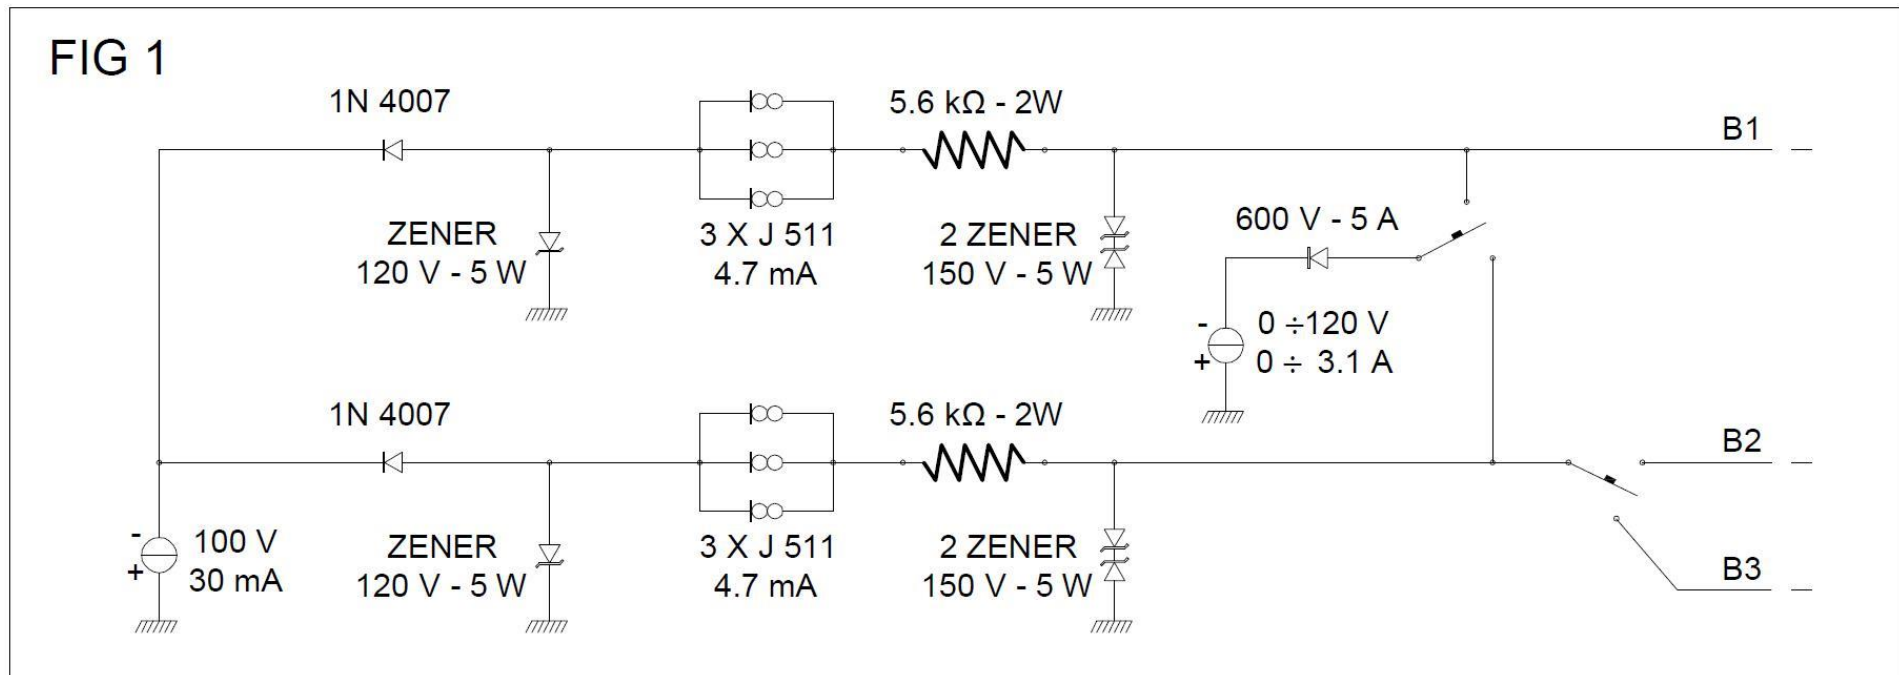 FIG 1
1N 4007
5.6 kΩ - 2W
B1
ZENER
120 V - 5 W
3 X J 511
4.7 mA
2 ZENER
150 V - 5 W
600 V - 5 A
-
+
0 ÷120 V
0 ÷ 3.1 A
1N 4007
5.6 kΩ - 2W
B2
-
+
100 V
30 mA
ZENER
120 V - 5 W
3 X J 511
4.7 mA
2 ZENER
150 V - 5 W
B3